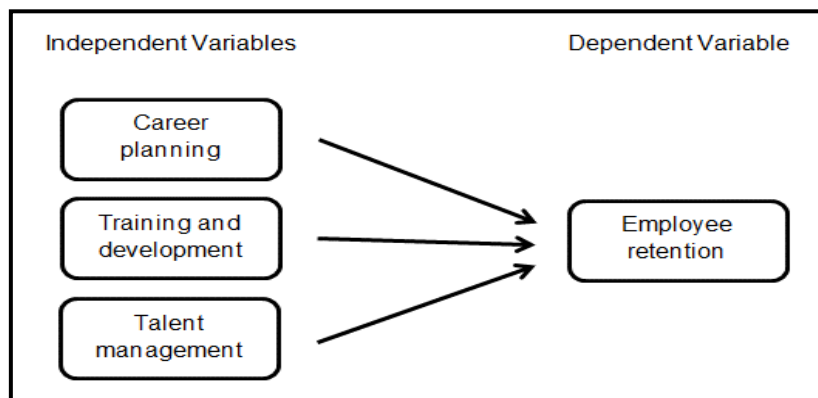 Independent Variables
Dependent Variable
Career
planning
Training and
development
Talent
management
Employee
retention